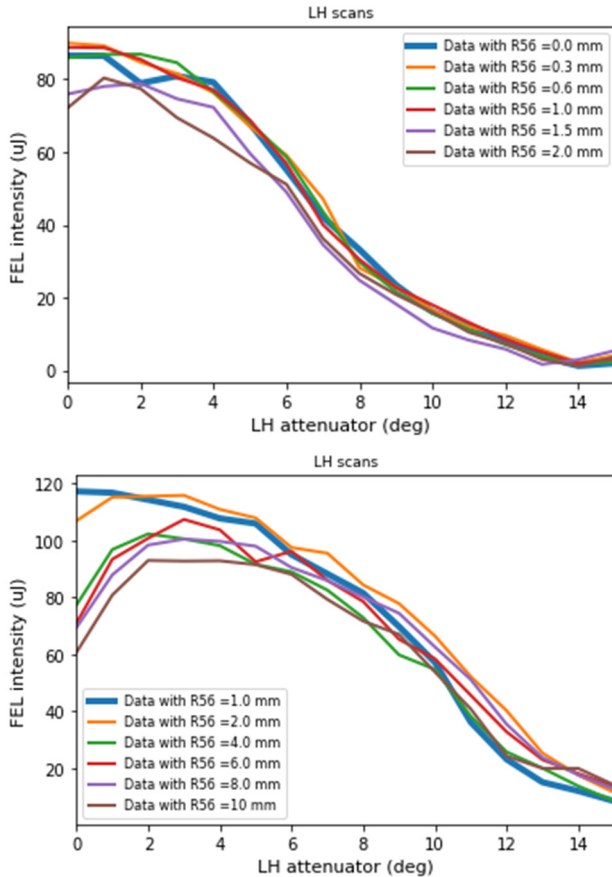 LH scans
FEL intensity (uJ)
80
60
40
20
0
Data with R56 =0.0 mm
Data with R56 =0.3 mm
Data with R56 =0.6 mm
Data with R56 =1.0 mm
Data with R56 =1.5 mm
Data with R56 =2.0 mm
0 2 4 6 8 10 12 14
LH attenuator (deg)
LH scans
FEL intensity (uJ)
120
100
80
60
40
20
Data with R56 =1.0 mm
Data with R56 =2.0 mm
Data with R56 =4.0 mm
Data with R56 =6.0 mm
Data with R56 =8.0 mm
Data with R56 =10 mm
0 2 4 6 8 10 12 14
LH attenuator (deg)